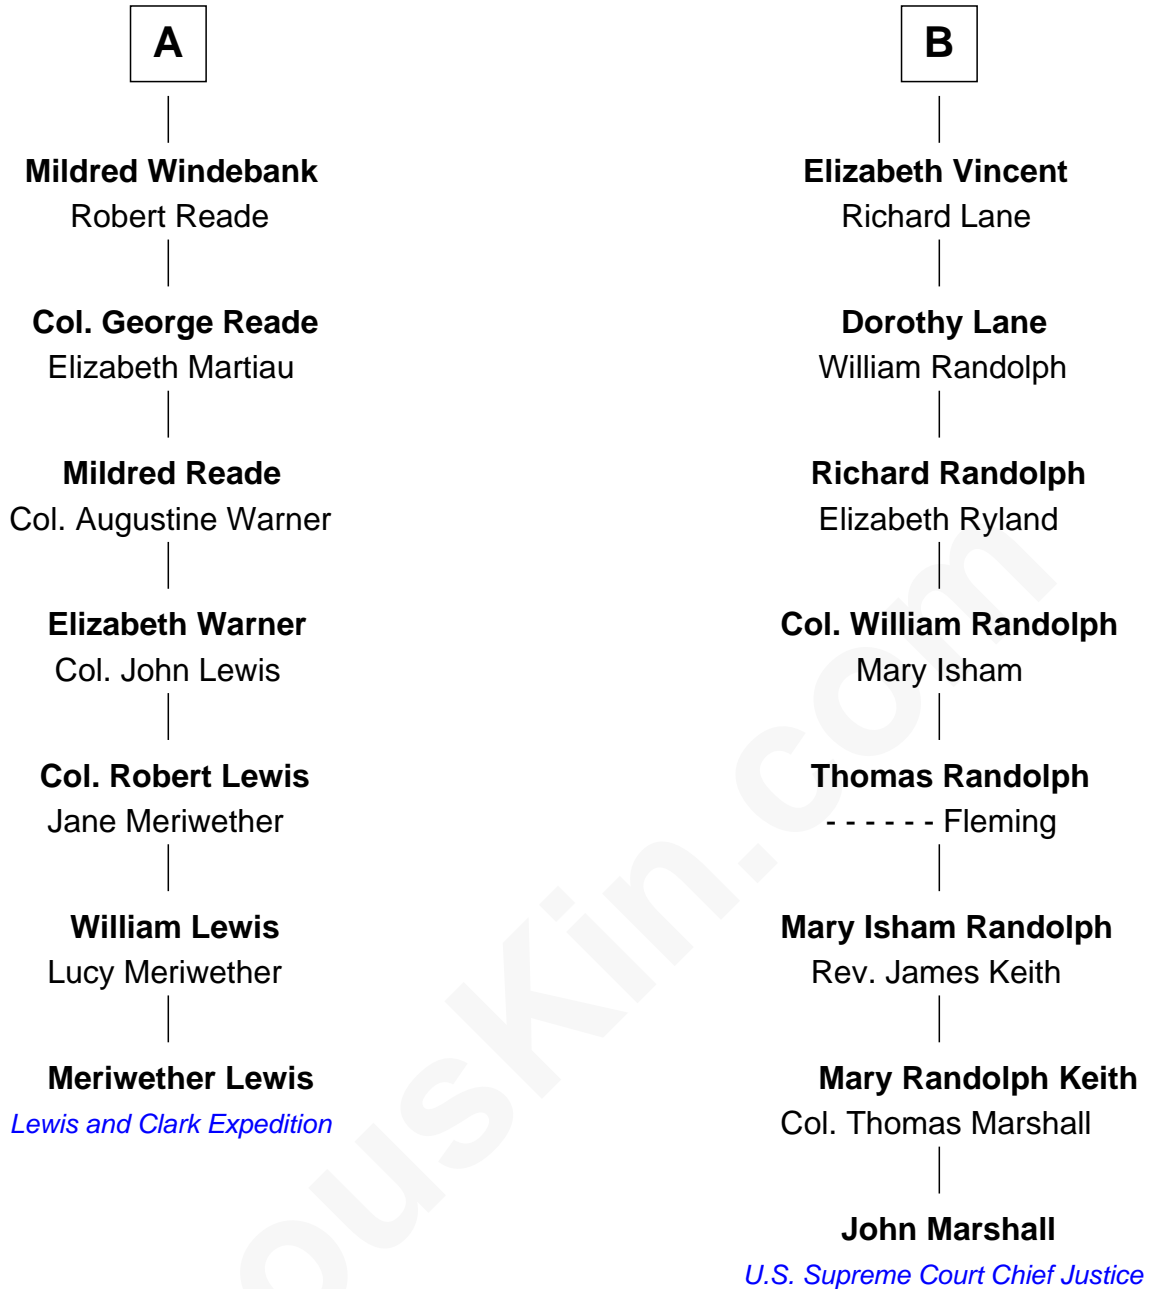 A
Mildred Windebank
Robert Reade
Col. George Reade
Elizabeth Martiau
Mildred Reade
Col. Augustine Warner
Elizabeth Warner
Col. John Lewis
Col. Robert Lewis
Jane Meriwether
William Lewis
Lucy Meriwether
Meriwether Lewis
Lewis and Clark Expedition
B
Elizabeth Vincent
Richard Lane
Dorothy Lane
William Randolph
Richard Randolph
Elizabeth Ryland
Col. William Randolph
Mary Isham
Thomas Randolph
- - - - - - Fleming
Mary Isham Randolph
Rev. James Keith
Mary Randolph Keith
Col. Thomas Marshall
John Marshall
U.S. Supreme Court Chief Justice
ousKin.com